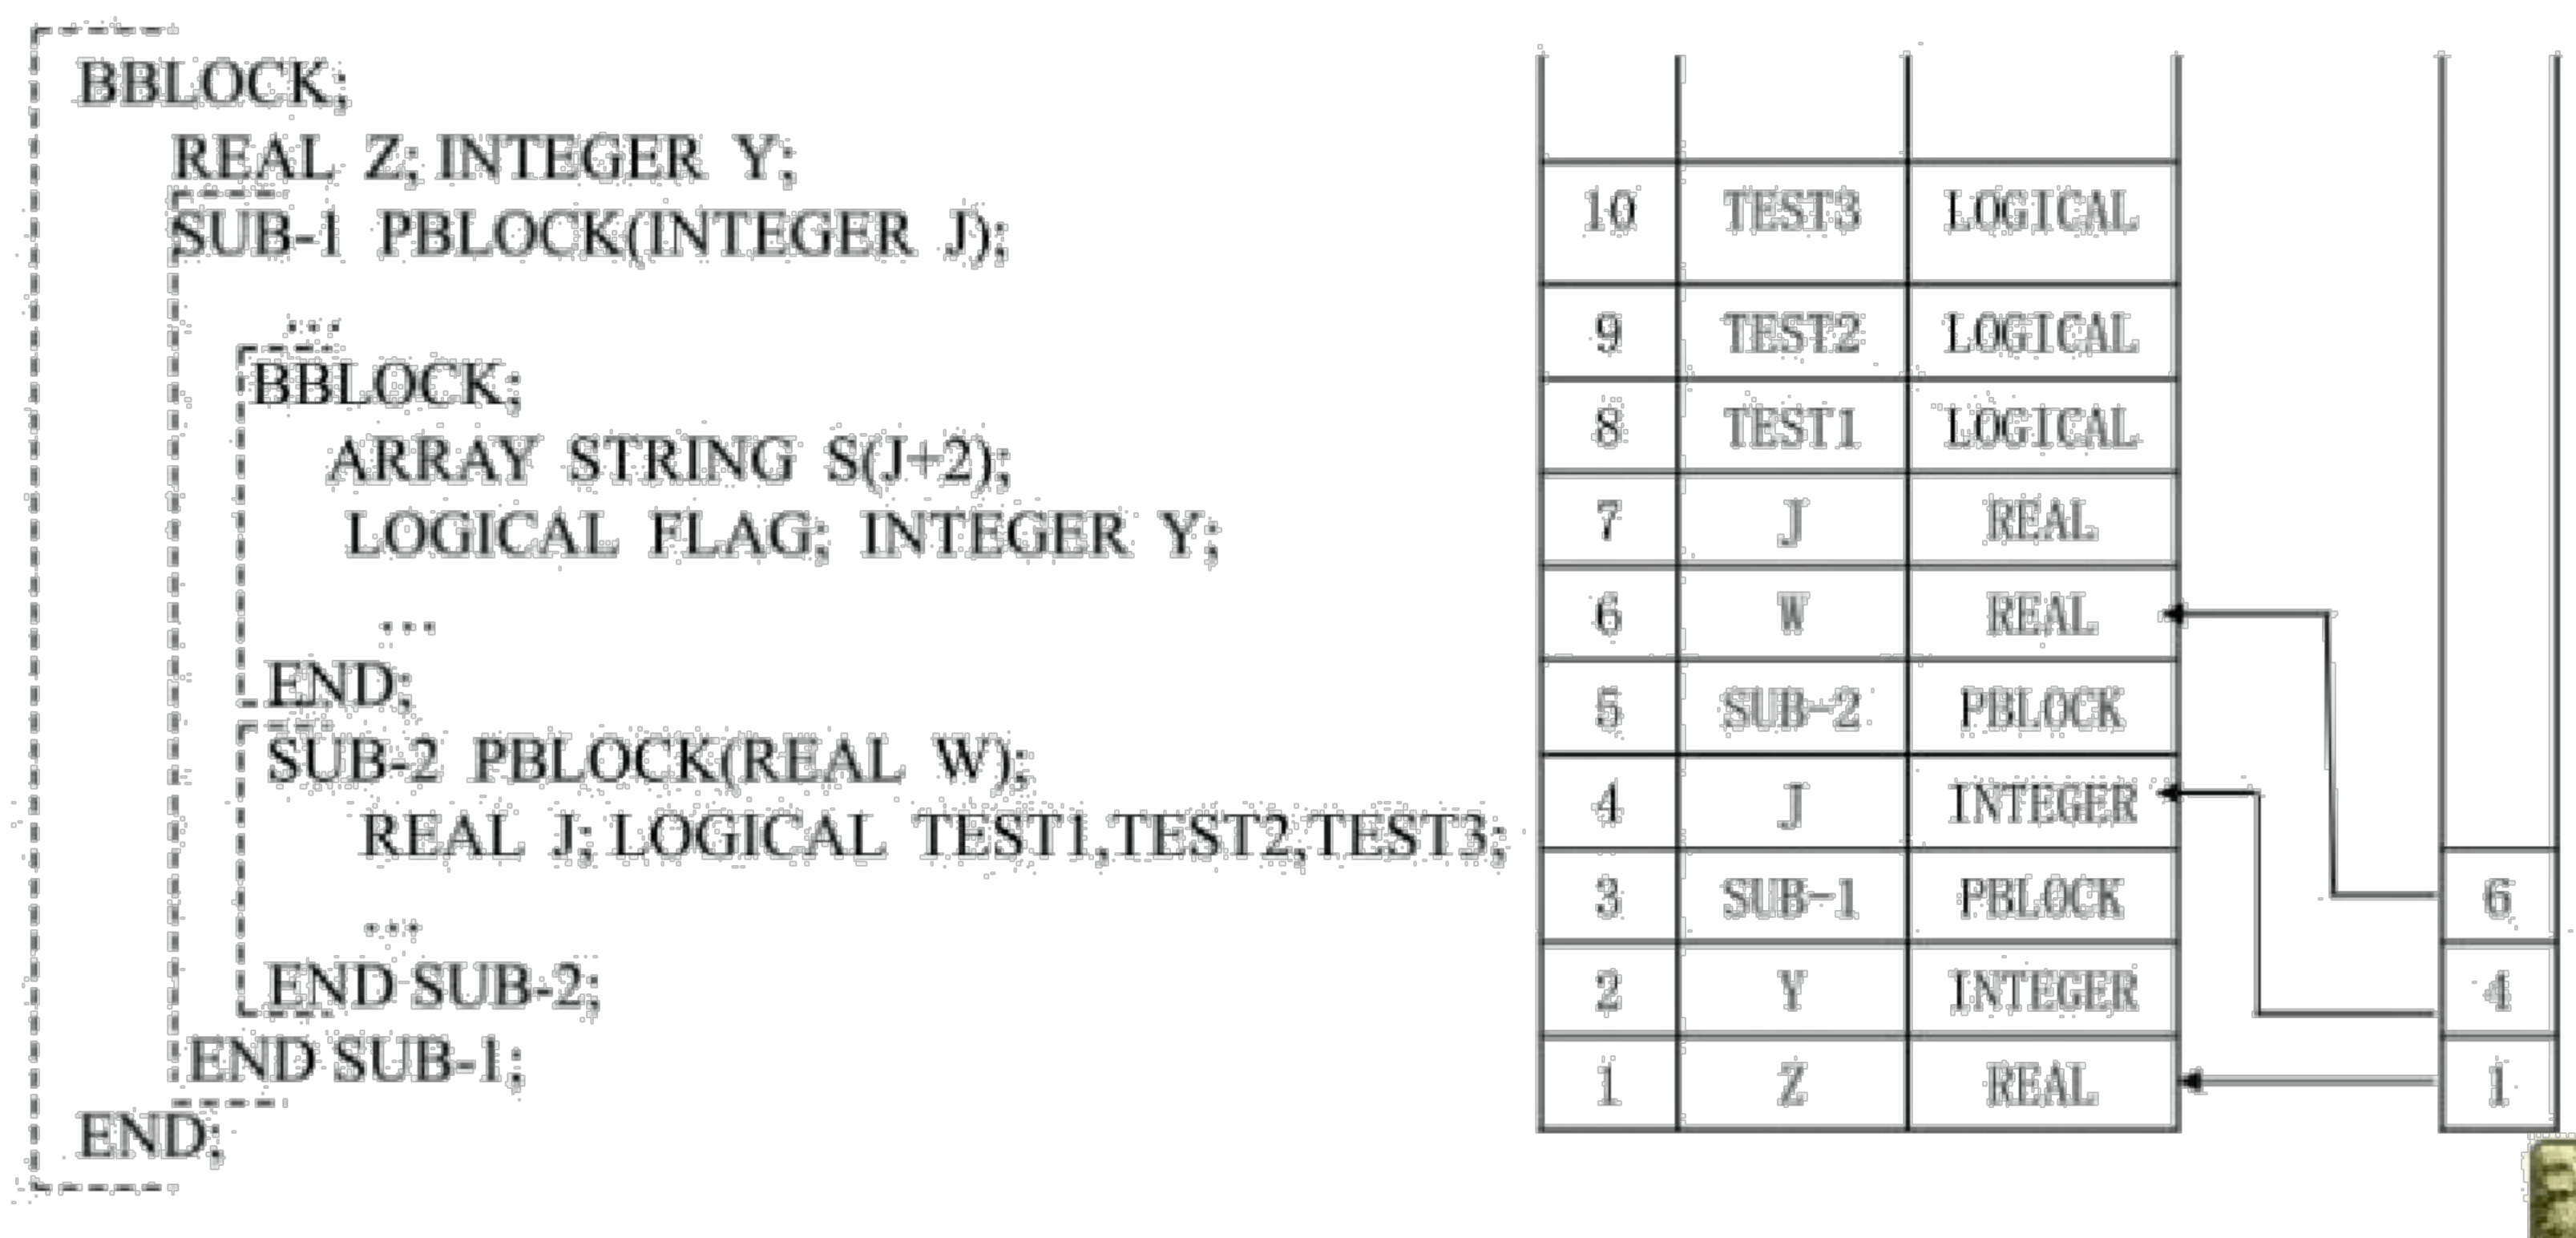 BBLOCK;
REAL Z; INTEGER Y;
SUB-1 PBLOCK(INTEGER J);
...
BBLOCK;
ARRAY STRING S(J+2);
LOGICAL FLAG; INTEGER Y;
...
END;
SUB-2 PBLOCK(REAL W);
REAL J; LOGICAL TEST1,TEST2,TEST3;
...
END SUB-2;
END SUB-1;
END;
10 TEST3 LOGICAL
9 TEST2 LOGICAL
8 TEST1 LOGICAL
7 J REAL
6 W REAL
5 SUB-2 PBLOCK
4 J INTEGER
3 SUB-1 PBLOCK
2 Y INTEGER
1 Z REAL
6
4
1